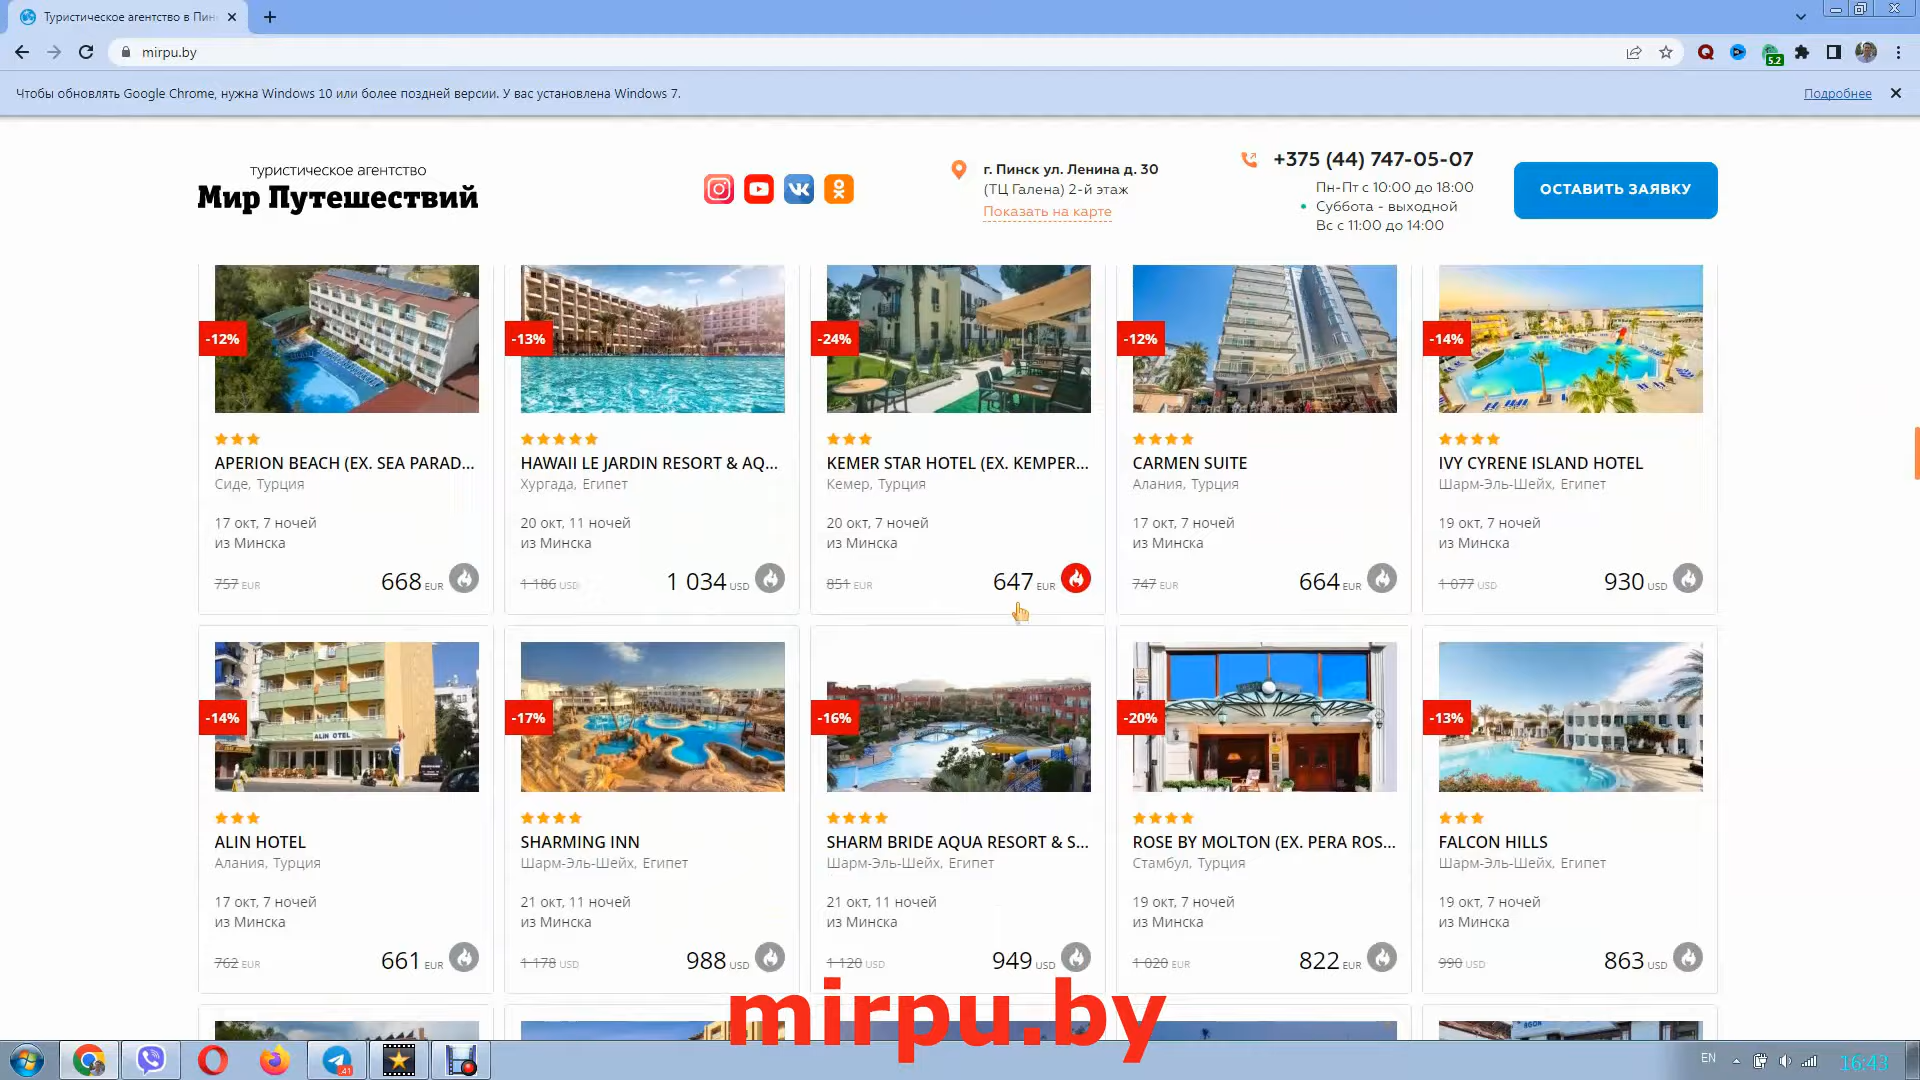 Туристическое агентство в Пин
mirpu.by
5.2
Чтобы обновлять Google Chrome, нужна Windows 10 или более поздней версии. У вас установлена Windows 7.
Подробнее
туристическое агентство
Мир Путешествий
г. Пинск ул. Ленина д. 30
(ТЦ Галена) 2-й этаж
Показать на карте
+375 (44) 747-05-07
Пн-Пт с 10:00 до 18:00
Суббота - выходной
Вс с 11:00 до 14:00
ОСТАВИТЬ ЗАЯВКУ
-12%
-13%
-24%
-12%
-14%
APERION BEACH (EX. SEA PARAD...
Сиде, Турция
17 окт, 7 ночей
из Минска
757 EUR
668 EUR
HAWAII LE JARDIN RESORT & AQ...
Хургада, Египет
20 окт, 11 ночей
из Минска
1 186 USD
1 034 USD
KEMER STAR HOTEL (EX. KEMPER...
Кемер, Турция
20 окт, 7 ночей
из Минска
851 EUR
647 EUR
CARMEN SUITE
Алания, Турция
17 окт, 7 ночей
из Минска
747 EUR
664 EUR
IVY CYRENE ISLAND HOTEL
Шарм-Эль-Шейх, Египет
19 окт, 7 ночей
из Минска
1 077 USD
930 USD
-14%
-17%
-16%
-20%
-13%
ALIN OTEL
ALIN HOTEL
Алания, Турция
17 окт, 7 ночей
из Минска
762 EUR
661 EUR
SHARMING INN
Шарм-Эль-Шейх, Египет
21 окт, 11 ночей
из Минска
1 178 USD
988 USD
SHARM BRIDE AQUA RESORT & S...
Шарм-Эль-Шейх, Египет
21 окт, 11 ночей
из Минска
1 120 USD
949 USD
ROSE BY MOLTON (EX. PERA ROS...
Стамбул, Турция
19 окт, 7 ночей
из Минска
1 020 EUR
822 EUR
FALCON HILLS
Шарм-Эль-Шейх, Египет
19 окт, 7 ночей
из Минска
990 USD
863 USD
mirpu.by
41
EN
16:43